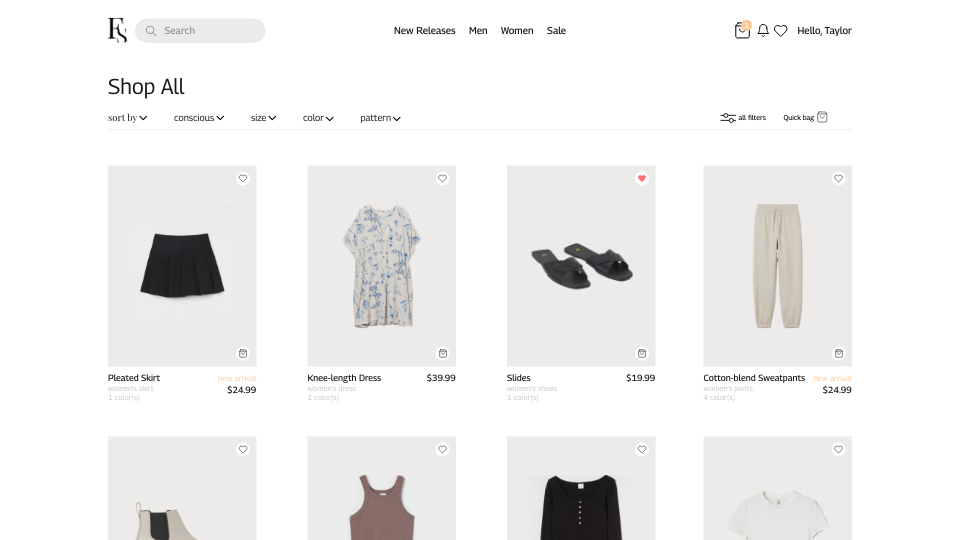 FS
Search
New Releases Men Women Sale
1
Hello, Taylor
Shop All
sort by conscious size color pattern
all filters Quick bag
Pleated Skirt new arrival
women's skirt $24.99
1 color(s)
Knee-length Dress $39.99
women's dress
1 color(s)
Slides $19.99
women's shoes
1 color(s)
Cotton-blend Sweatpants new arrival
women's pants $24.99
4 color(s)